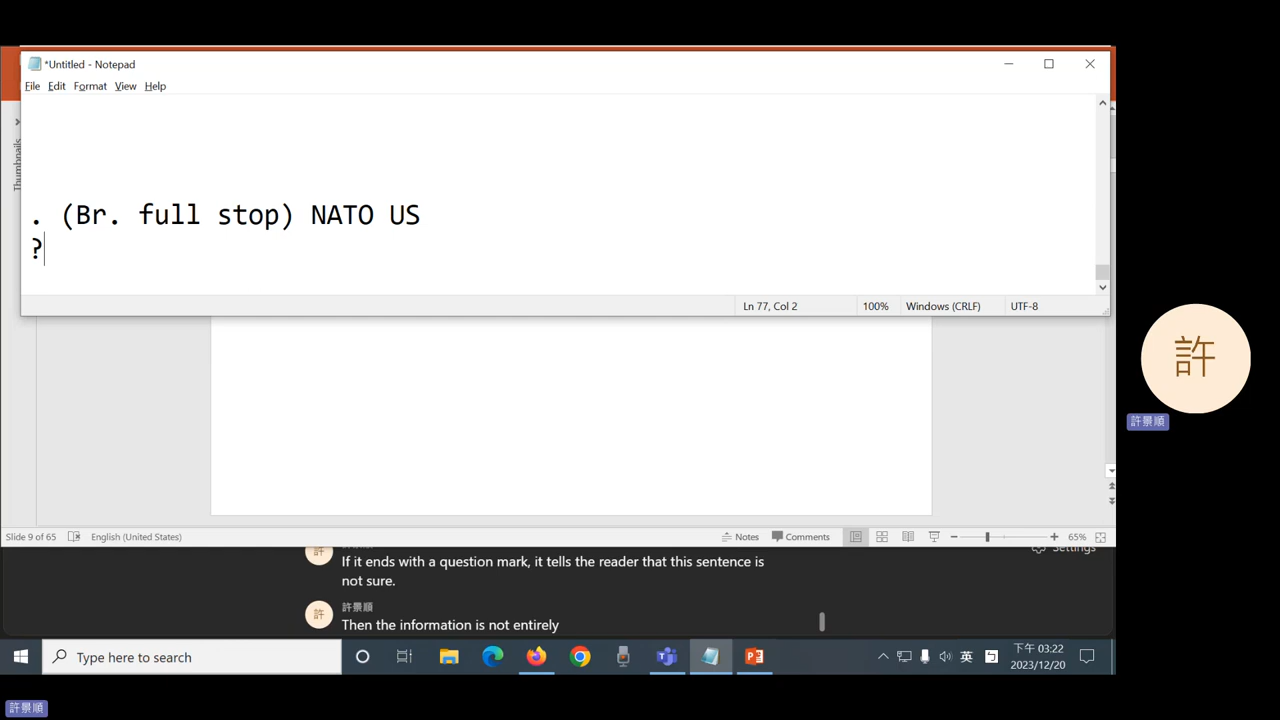 *Untitled - Notepad
File Edit Format View Help
Thumbnails
. (Br. full stop) NATO US
?
Ln 77, Col 2 100% Windows (CRLF) UTF-8
許
許景順
Slide 9 of 65 English (United States) Notes Comments 65%
Settings
許
If it ends with a question mark, it tells the reader that this sentence is
not sure.
許景順
許
Then the information is not entirely
Type here to search
英
下午 03:22
2023/12/20
許景順